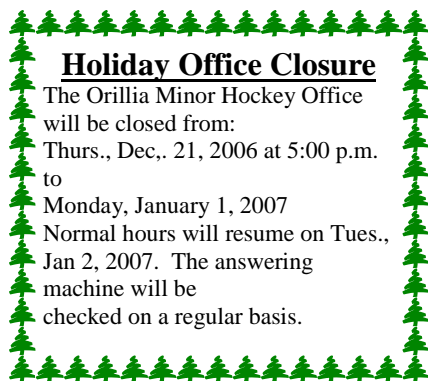 Holiday Office Closure
The Orillia Minor Hockey Office
will be closed from:
Thurs., Dec,. 21, 2006 at 5:00 p.m.
to
Monday, January 1, 2007
Normal hours will resume on Tues.,
Jan 2, 2007.  The answering
machine will be
checked on a regular basis.